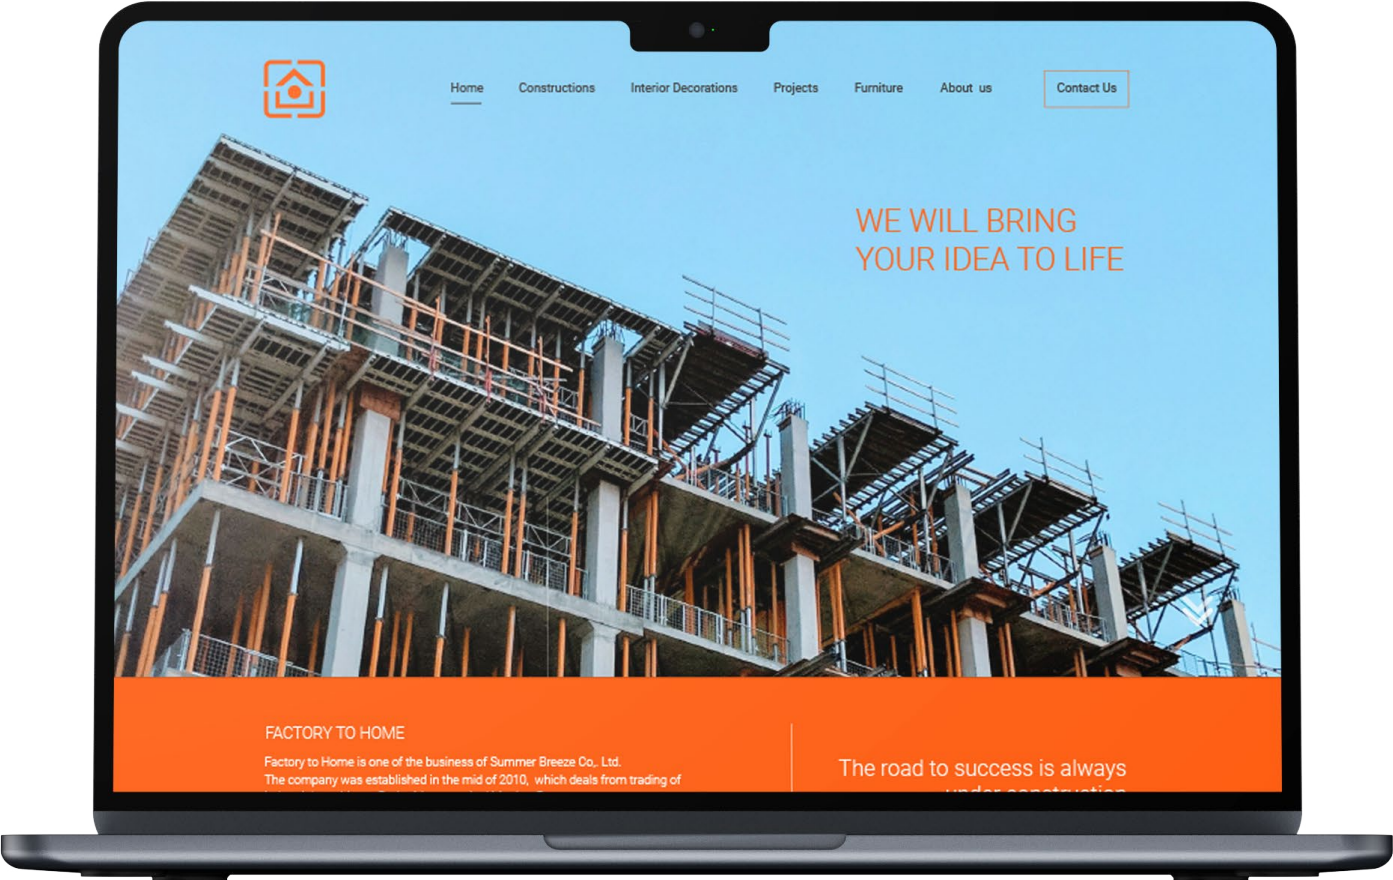 Home
Constructions
Interior Decorations
Projects
Furniture
About us
Contact Us
WE WILL BRING
YOUR IDEA TO LIFE
FACTORY TO HOME
Factory to Home is one of the business of Summer Breeze Co,. Ltd.
The company was established in the mid of 2010, which deals from trading of
The road to success is always
under construction